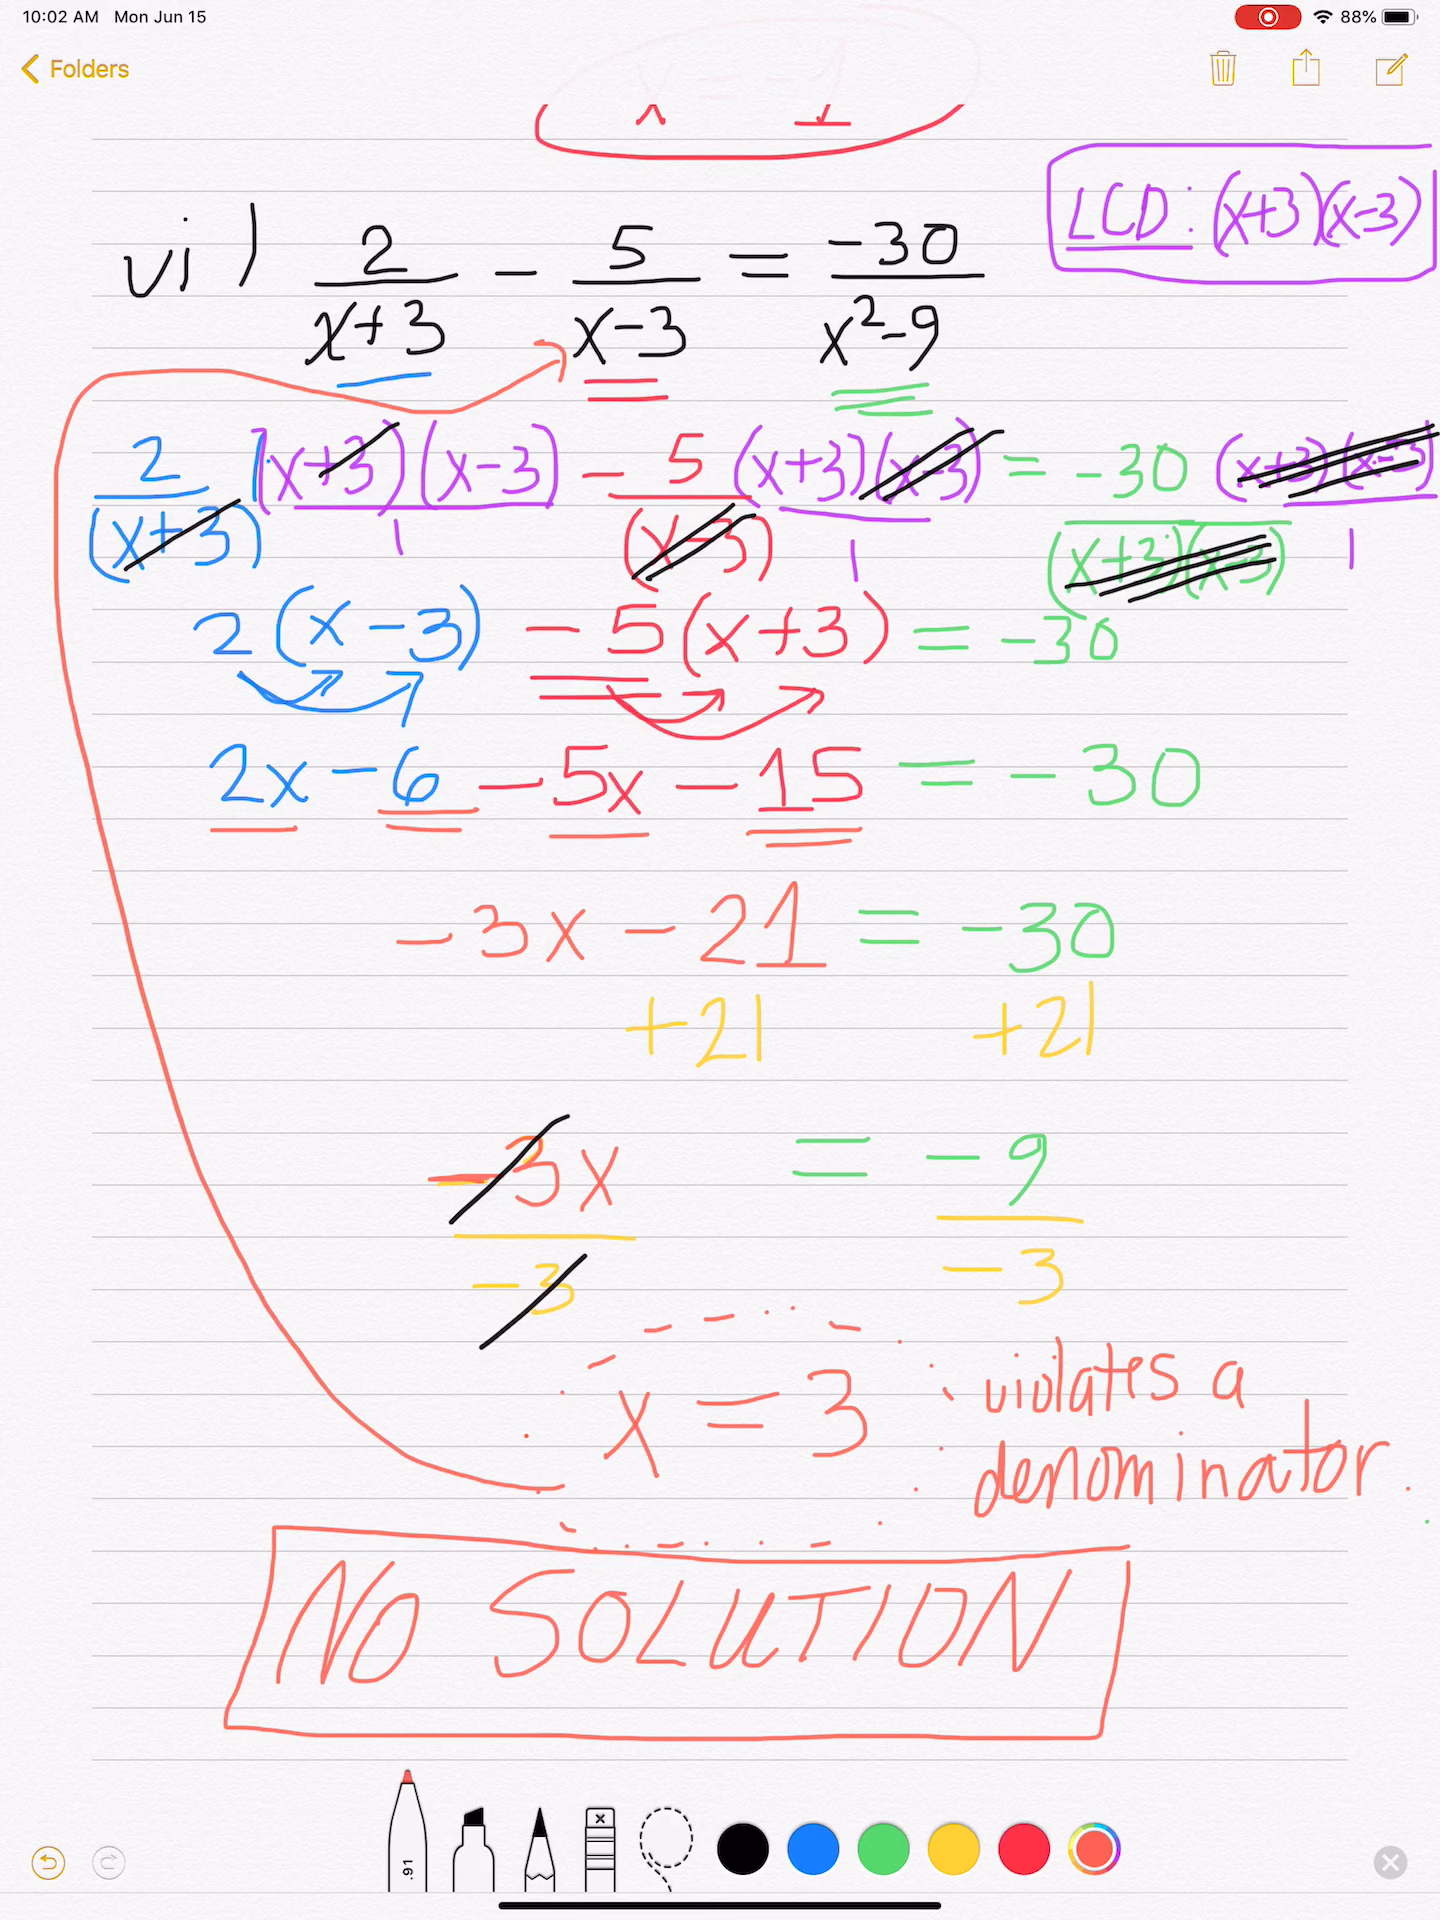 10:02 AM Mon Jun 15 88%
Folders
LCD: (x+3)(x-3)
vi) 2/(x+3) - 5/(x-3) = -30/(x²-9)
2/(x+3) (x+3)(x-3)/1 - 5/(x-3) (x+3)(x-3)/1 = -30/((x+3)(x-3)) (x+3)(x-3)/1
2(x-3) -5(x+3) = -30
2x -6 -5x -15 = -30
-3x -21 = -30
+21 +21
-3x/-3 = -9/-3
x = 3 violates a
denominator.
NO SOLUTION
.91